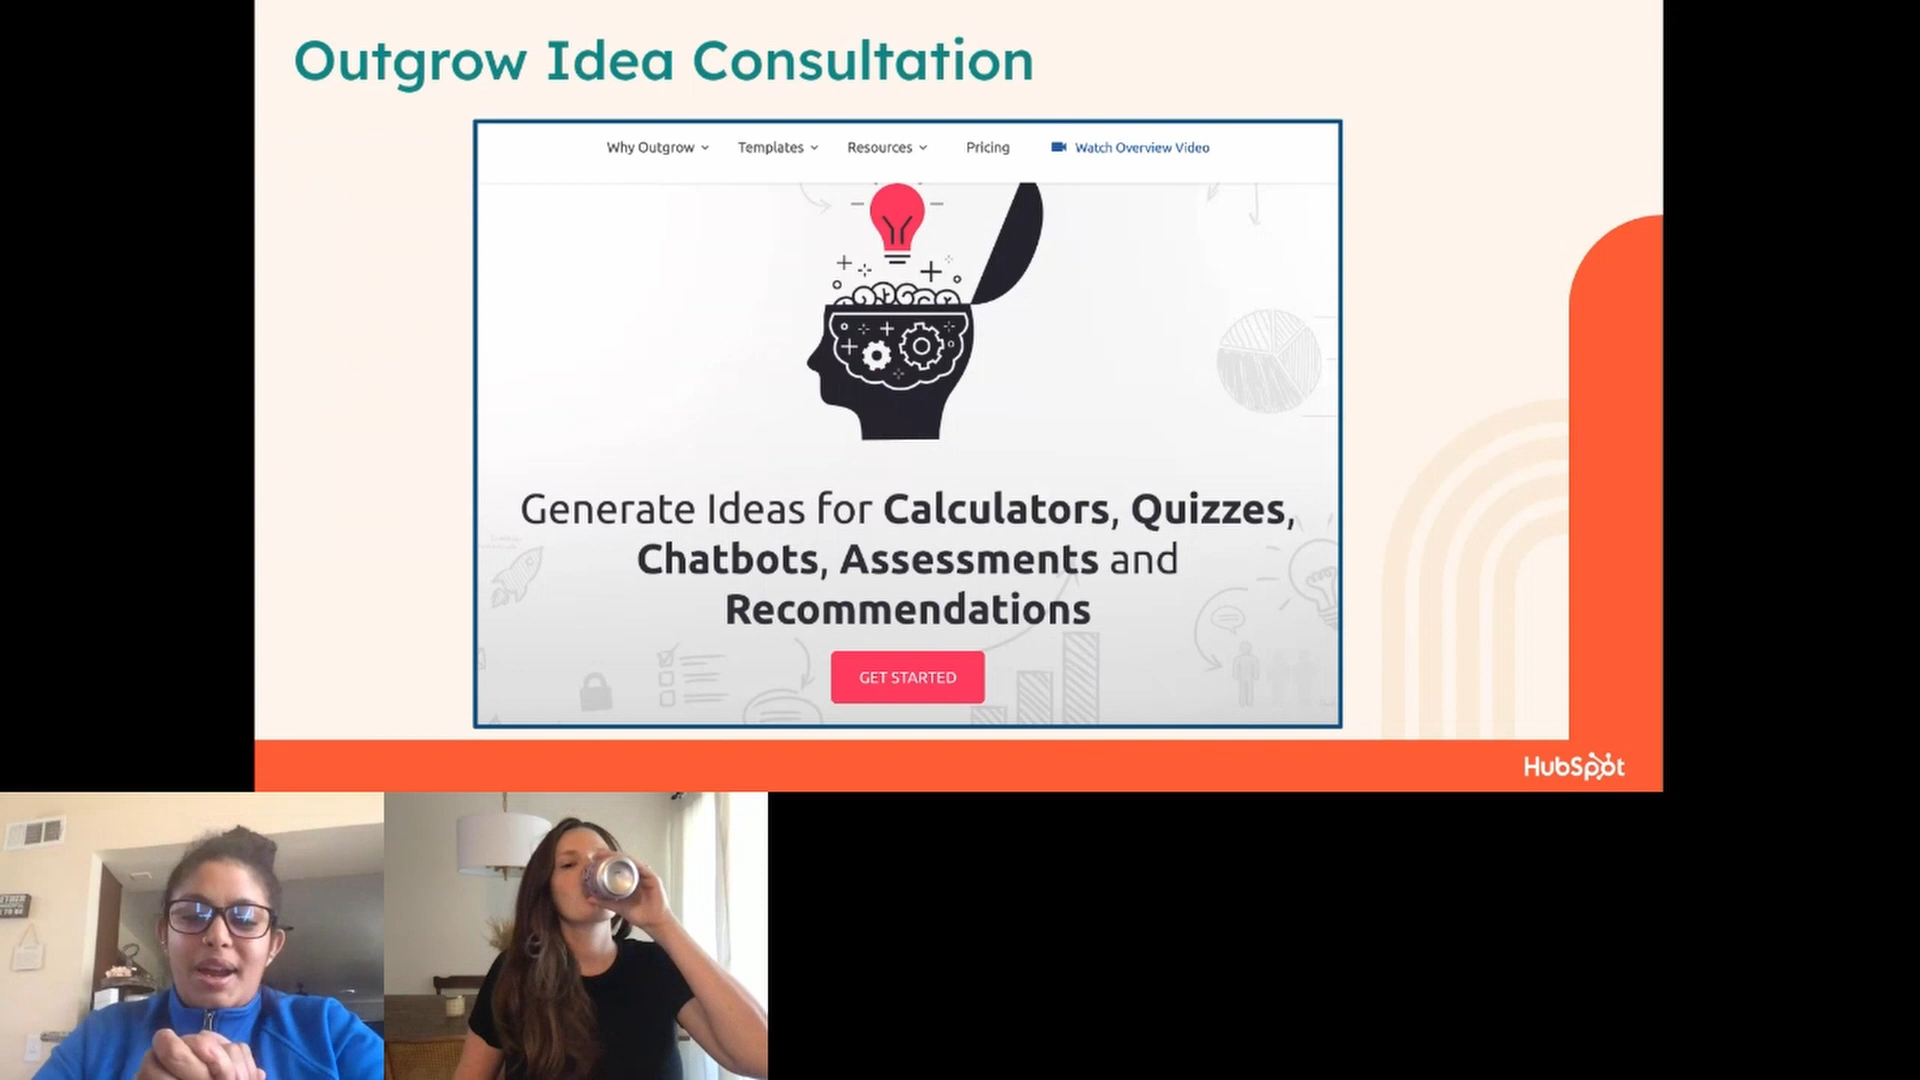 Outgrow Idea Consultation
Why Outgrow Templates Resources Pricing Watch Overview Video
Generate Ideas for Calculators, Quizzes,
Chatbots, Assessments and
Recommendations
GET STARTED
HubSpot